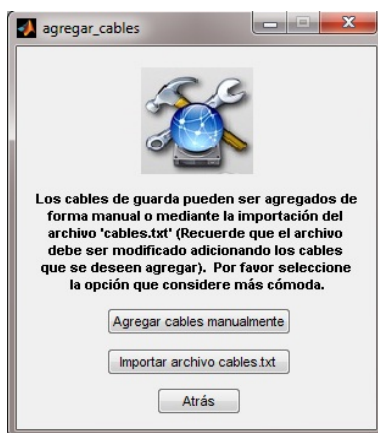 agregar_cables
Los cables de guarda pueden ser agregados de
forma manual o mediante la importación del
archivo 'cables.txt' (Recuerde que el archivo
debe ser modificado adicionando los cables
que se deseen agregar). Por favor seleccione
la opción que considere más cómoda.
Agregar cables manualmente
Importar archivo cables.txt
Atrás